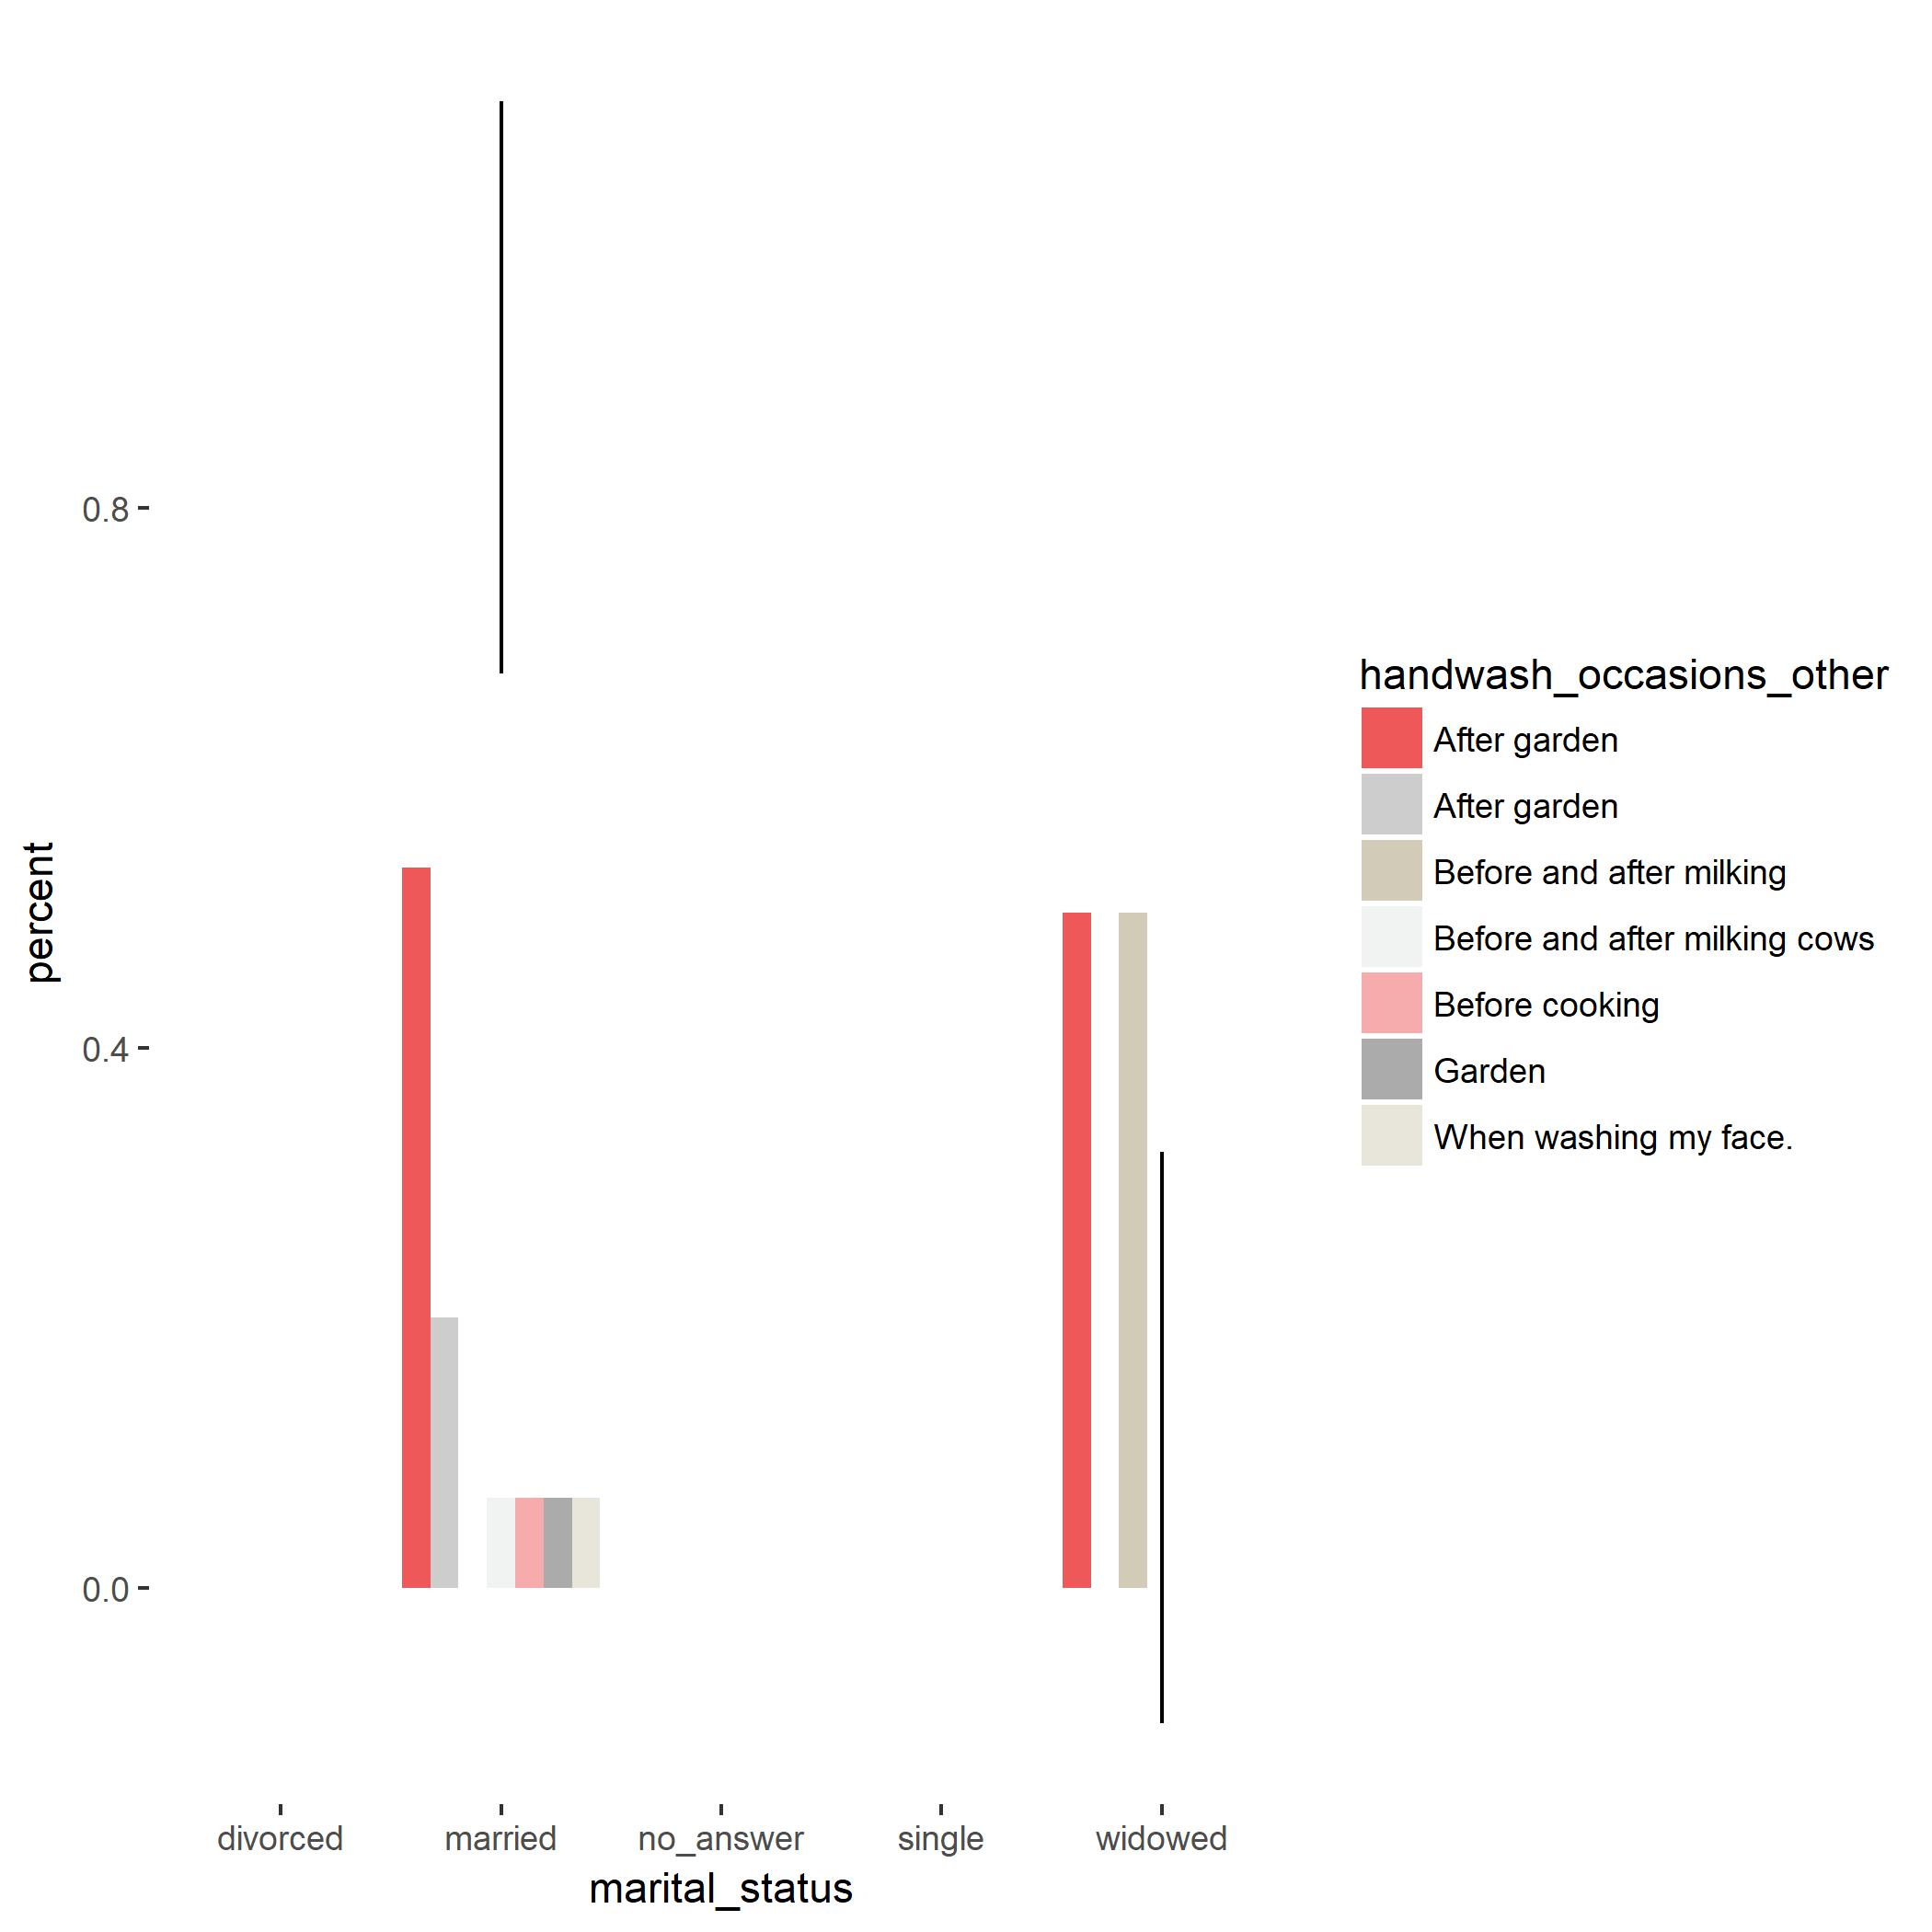 percent
0.8
0.4
0.0
divorced married no_answer single widowed
marital_status
handwash_occasions_other
After garden
After garden
Before and after milking
Before and after milking cows
Before cooking
Garden
When washing my face.